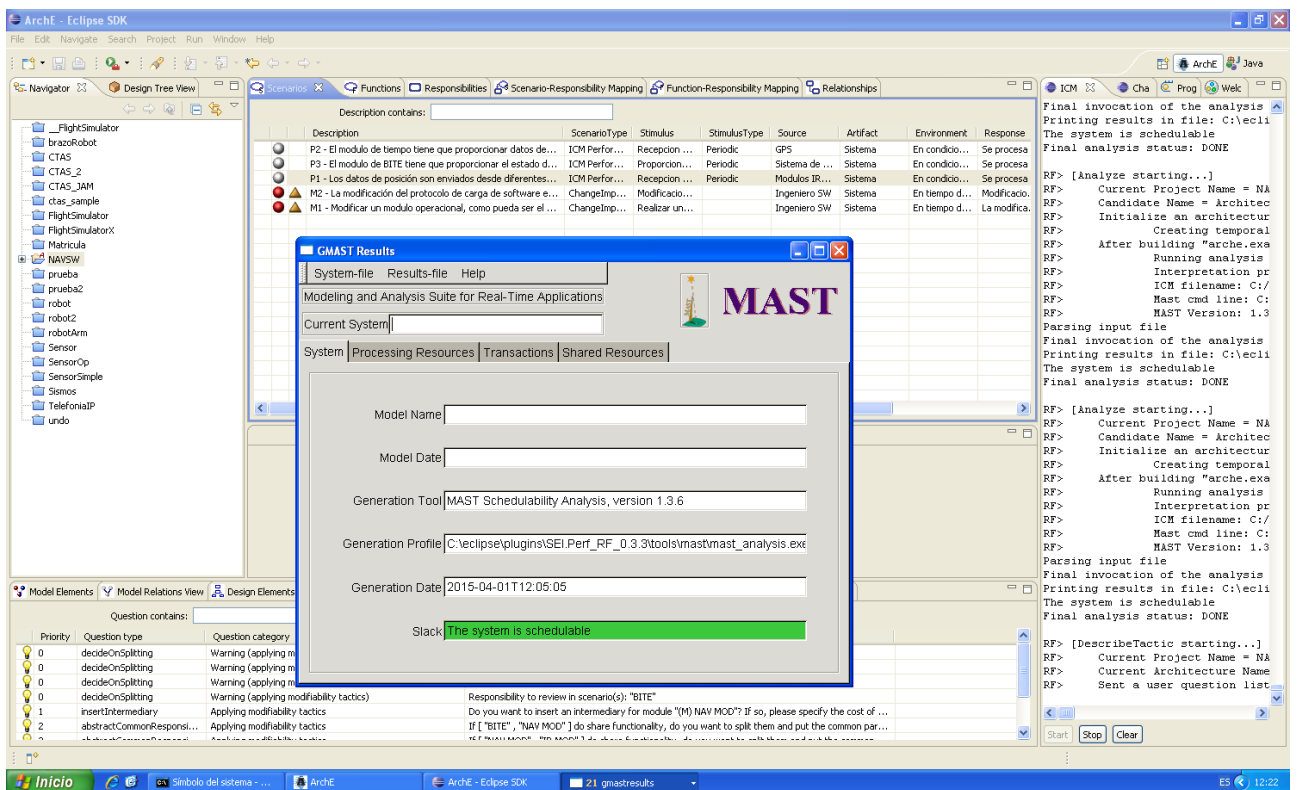 ArchE - Eclipse SDK
File Edit Navigate Search Project Run Window Help
ArchE Java
Navigator Design Tree View
__FlightSimulator
brazoRobot
CTAS
CTAS_2
CTAS_JAM
ctas_sample
FlightSimulator
FlightSimulatorX
Matricula
NAVSW
prueba
prueba2
robot
robot2
robotArm
Sensor
SensorOp
SensorSimple
Sismos
TelefoniaIP
undo
Scenarios Functions Responsibilities Scenario-Responsibility Mapping Function-Responsibility Mapping Relationships
Description contains:
Description ScenarioType Stimulus StimulusType Source Artifact Environment Response
P2 - El modulo de tiempo tiene que proporcionar datos de... ICM Perfor... Recepcion ... Periodic GPS Sistema En condicio... Se procesa
P3 - El modulo de BITE tiene que proporcionar el estado d... ICM Perfor... Proporcion... Periodic Sistema de ... Sistema En condicio... Se procesa
P1 - Los datos de posición son enviados desde diferentes... ICM Perfor... Recepcion ... Periodic Modulos IR... Sistema En condicio... Se procesa
M2 - La modificación del protocolo de carga de software e... ChangeImp... Modificacio... Ingeniero SW Sistema En tiempo d... Modificacio.
M1 - Modificar un modulo operacional, como pueda ser el ... ChangeImp... Realizar un... Ingeniero SW Sistema En tiempo d... La modifica.
GMAST Results
System-file Results-file Help
Modeling and Analysis Suite for Real-Time Applications
MAST
Current System
System Processing Resources Transactions Shared Resources
Model Name
Model Date
Generation Tool MAST Schedulability Analysis, version 1.3.6
Generation Profile C:\eclipse\plugins\SEI.Perf_RF_0.3.3\tools\mast\mast_analysis.exe
Generation Date 2015-04-01T12:05:05
Slack The system is schedulable
Model Elements Model Relations View Design Elements
Question contains:
Priority Question type Question category
0 decideOnSplitting Warning (applying m
0 decideOnSplitting Warning (applying m
0 decideOnSplitting Warning (applying m
0 decideOnSplitting Warning (applying modifiability tactics) Responsibility to review in scenario(s): "BITE"
1 insertIntermediary Applying modifiability tactics Do you want to insert an intermediary for module "(M) NAV MOD"? If so, please specify the cost of ...
2 abstractCommonResponsi... Applying modifiability tactics If [ "BITE" , "NAV MOD" ] do share functionality, do you want to split them and put the common par...
ICM Cha Prog Welc
Final invocation of the analysis
Printing results in file: C:\ecli
The system is schedulable
Final analysis status: DONE
RF> [Analyze starting...]
RF> Current Project Name = NA
RF> Candidate Name = Architec
RF> Initialize an architectur
RF> Creating temporal
RF> After building "arche.exa
RF> Running analysis
RF> Interpretation pr
RF> ICM filename: C:/
RF> Mast cmd line: C:
RF> MAST Version: 1.3
Parsing input file
Final invocation of the analysis
Printing results in file: C:\ecli
The system is schedulable
Final analysis status: DONE
RF> [Analyze starting...]
RF> Current Project Name = NA
RF> Candidate Name = Architec
RF> Initialize an architectur
RF> Creating temporal
RF> After building "arche.exa
RF> Running analysis
RF> Interpretation pr
RF> ICM filename: C:/
RF> Mast cmd line: C:
RF> MAST Version: 1.3
Parsing input file
Final invocation of the analysis
Printing results in file: C:\ecli
The system is schedulable
Final analysis status: DONE
RF> [DescribeTactic starting...]
RF> Current Project Name = NA
RF> Current Architecture Name
RF> Sent a user question list
Start Stop Clear
Inicio Símbolo del sistema - ... ArchE ArchE - Eclipse SDK 21 gmastresults ES 12:22